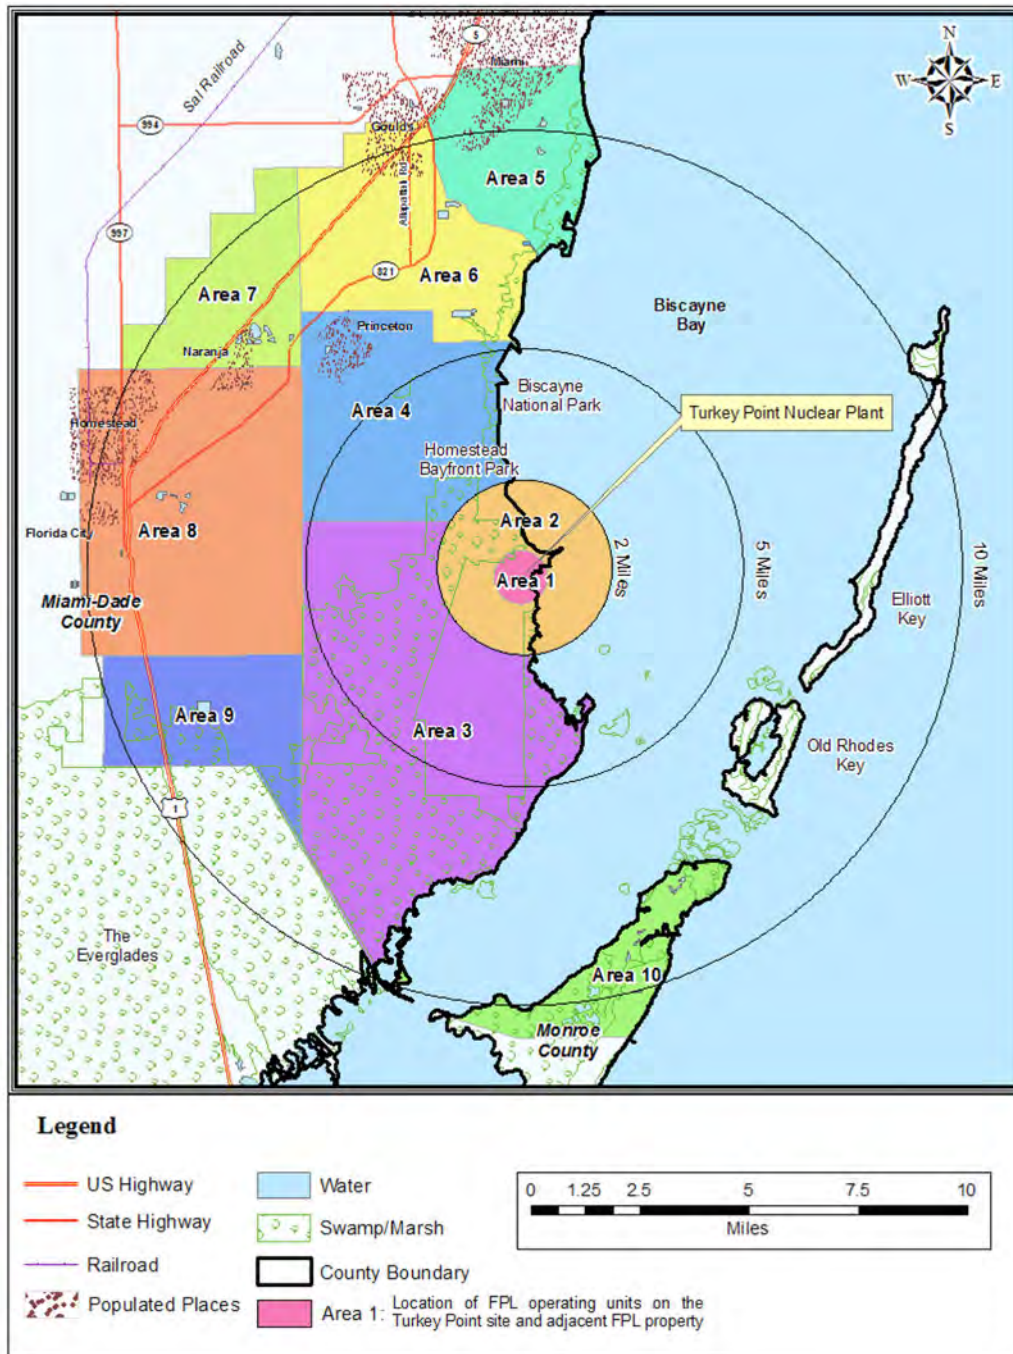 N
W E
S
5
Miami
Sal Railroad
994
Goulds
Allapattah Rd
Area 5
997
821
Area 6
Area 7
Biscayne
Bay
Princeton
Naranja
Biscayne
National Park
Area 4
Turkey Point Nuclear Plant
Homestead
Homestead
Bayfront Park
Area 2
Florida City
Area 8
2 Miles
5 Miles
10 Miles
Area 1
Miami-Dade
County
Elliott
Key
Area 9
Area 3
Old Rhodes
Key
1
The
Everglades
Area 10
Monroe
County
Legend
US Highway
State Highway
Railroad
Populated Places
Water
Swamp/Marsh
County Boundary
Area 1: Location of FPL operating units on the
Turkey Point site and adjacent FPL property
0 1.25 2.5 5 7.5 10
Miles